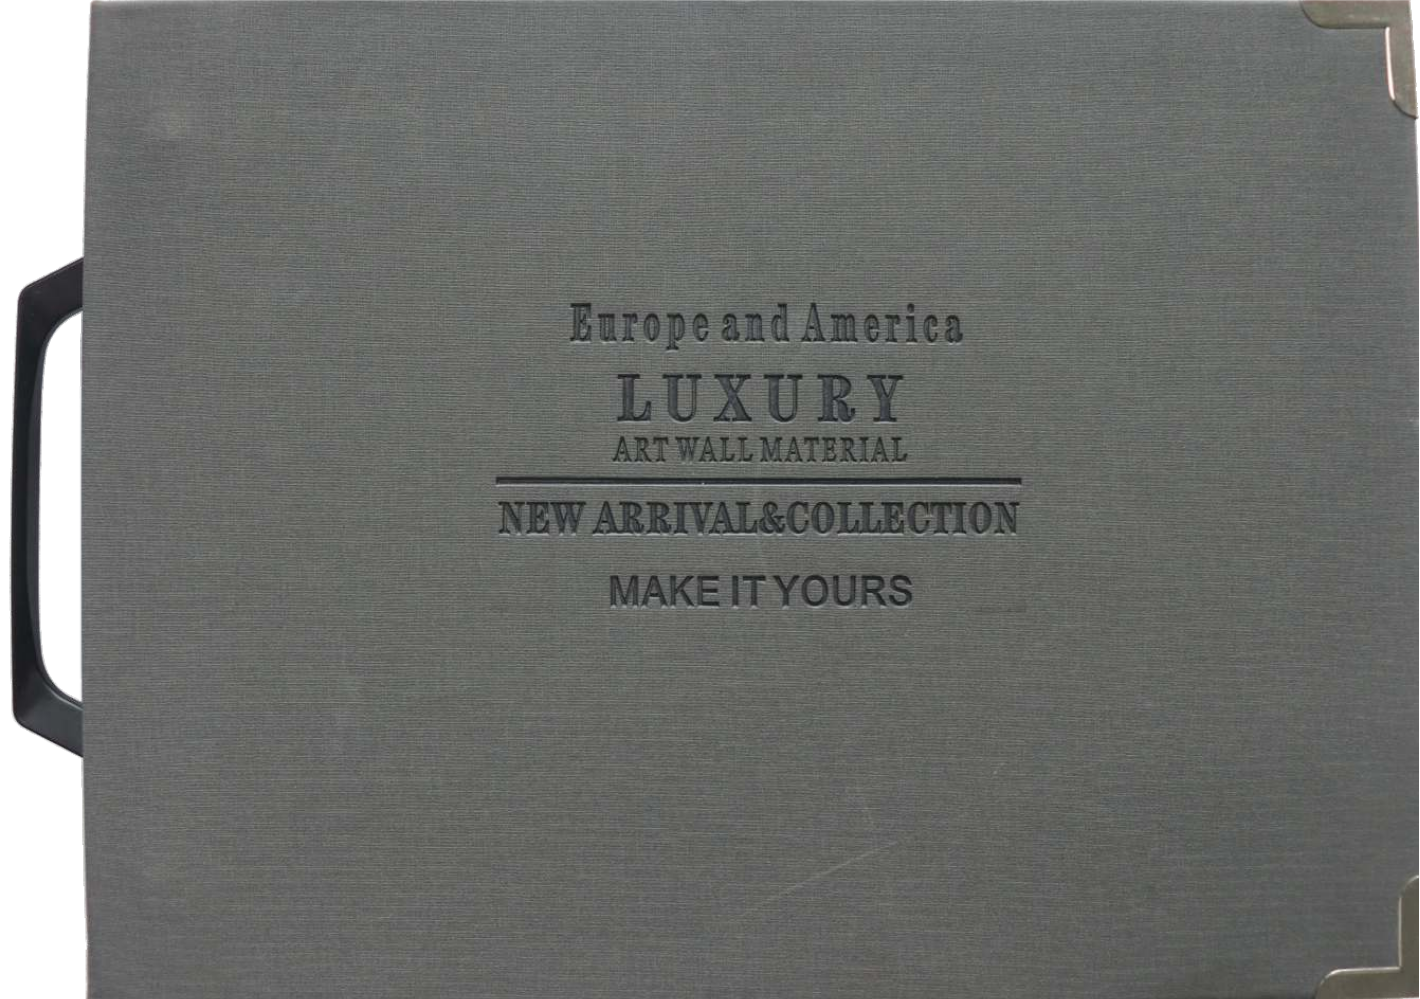 Europe and America
LUXURY
ART WALL MATERIAL
NEW ARRIVAL&COLLECTION
MAKE IT YOURS